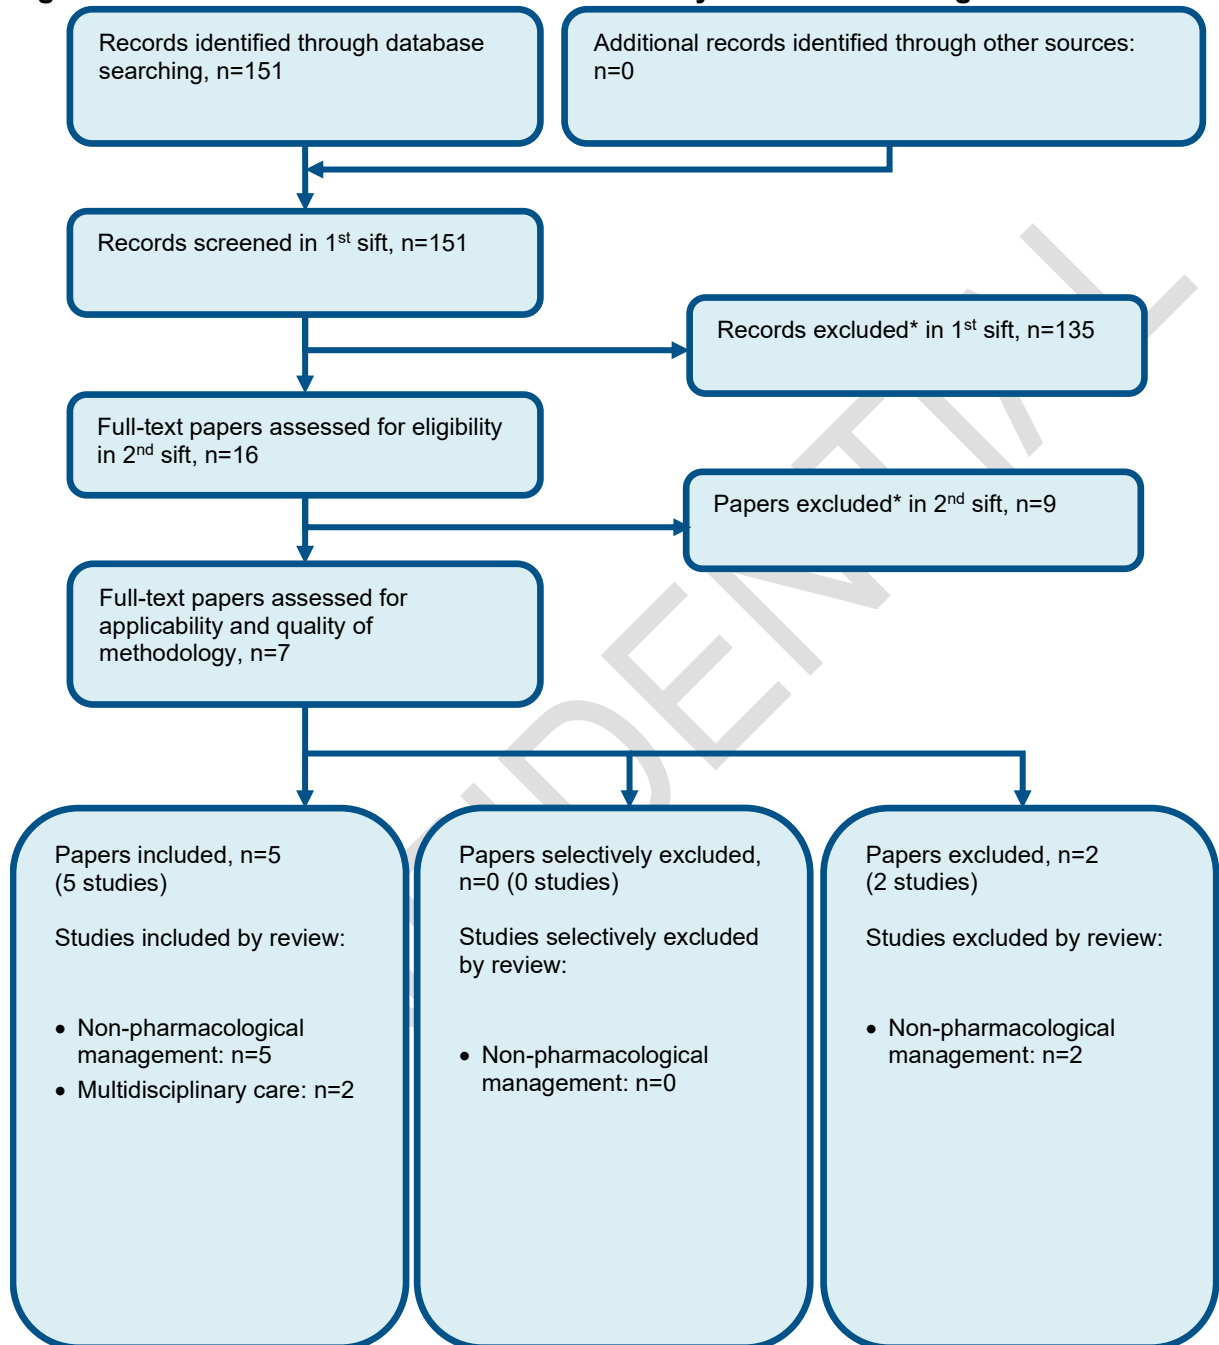 Records identified through database
searching, n=151
Additional records identified through other sources:
n=0
Records screened in 1st sift, n=151
Records excluded* in 1st sift, n=135
Full-text papers assessed for eligibility
in 2nd sift, n=16
Papers excluded* in 2nd sift, n=9
Full-text papers assessed for
applicability and quality of
methodology, n=7
Papers included, n=5
(5 studies)
Studies included by review:
• Non-pharmacological
management: n=5
• Multidisciplinary care: n=2
Papers selectively excluded,
n=0 (0 studies)
Studies selectively excluded
by review:
• Non-pharmacological
management: n=0
Papers excluded, n=2
(2 studies)
Studies excluded by review:
• Non-pharmacological
management: n=2